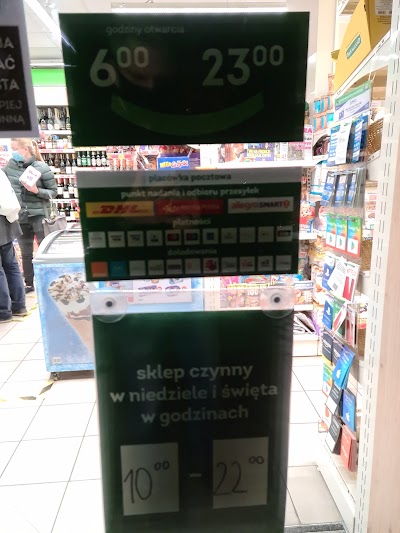 godziny otwarcia
6⁰⁰ 23⁰⁰
placówka pocztowa
punkt nadania i odbioru przesyłek
DHL allegro SMART!
płatności
doładowania
sklep czynny
w niedziele i święta
w godzinach
10⁰⁰ - 22⁰⁰